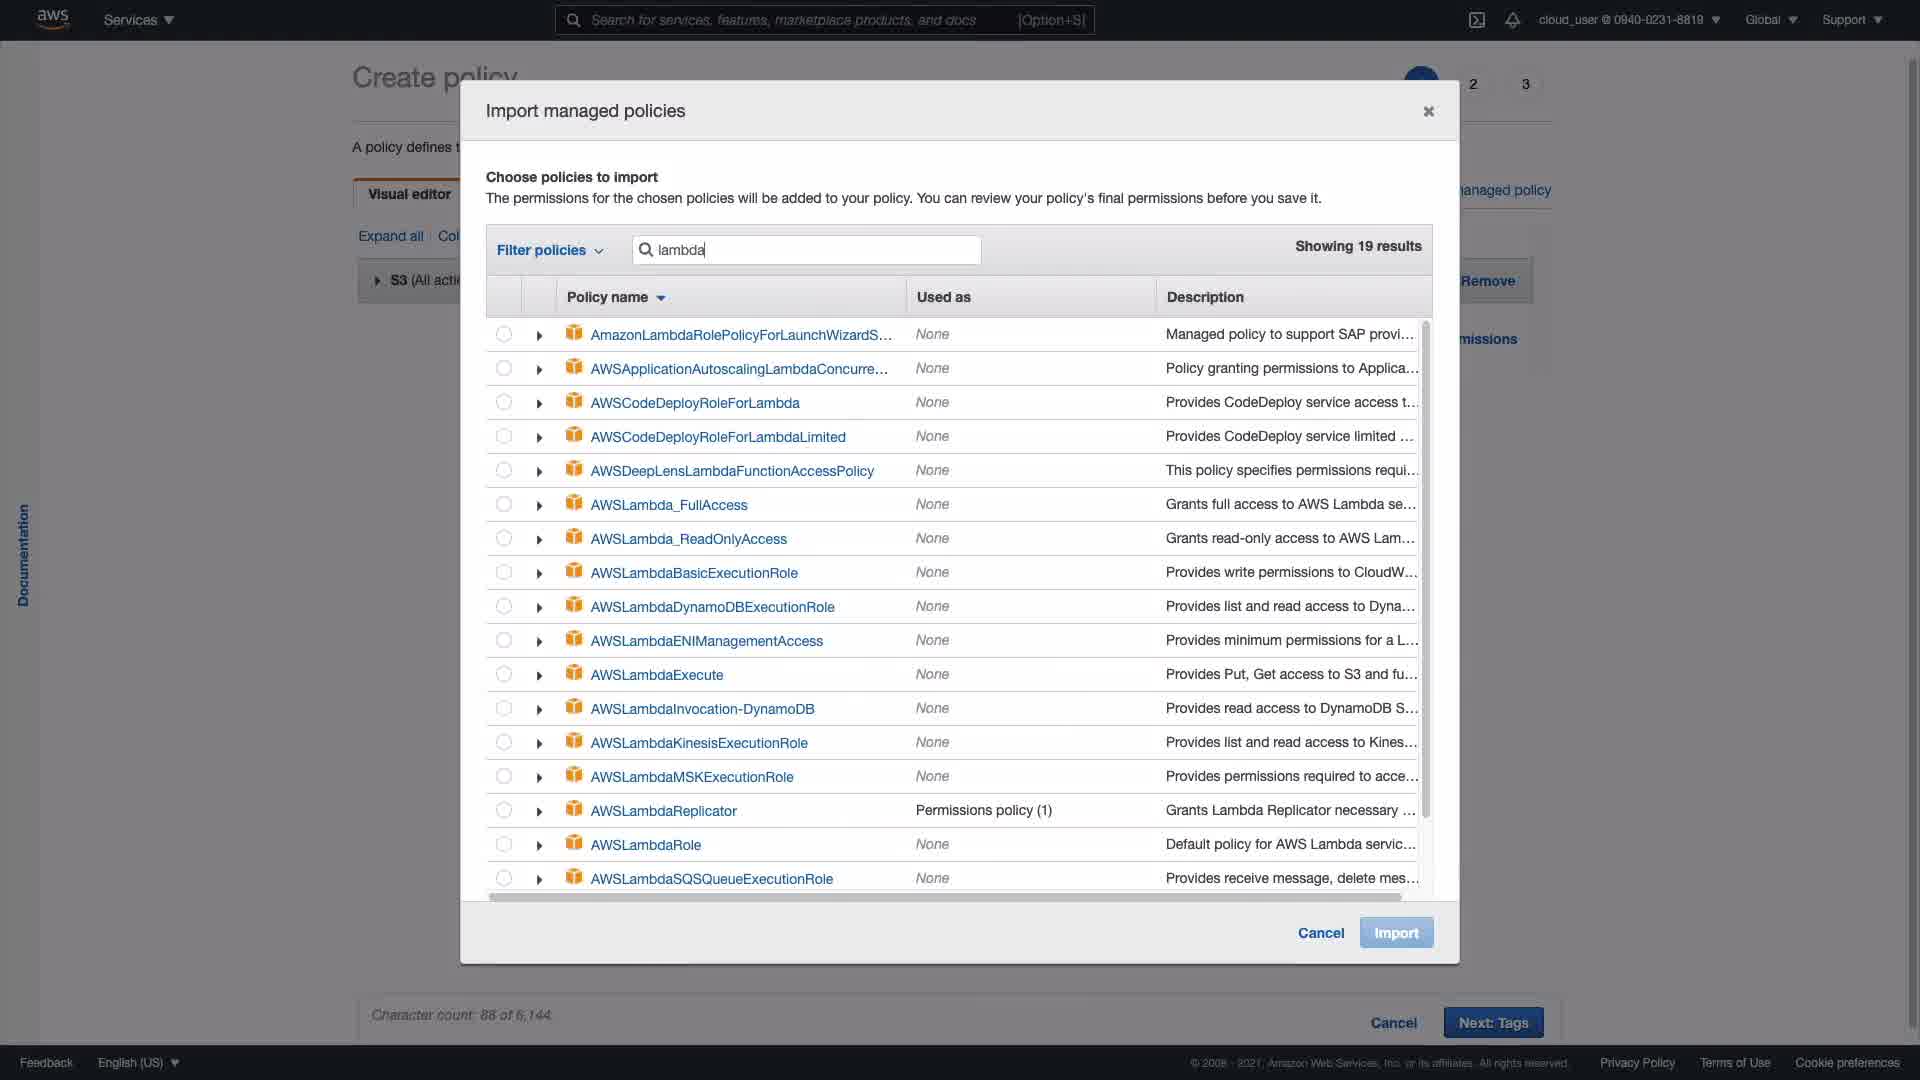 aws
Services
Search for services, features, marketplace products, and docs
[Option+S]
cloud_user @ 0940-0231-8819
Global
Support
Create policy
2
3
Import managed policies
A policy defines t
Choose policies to import
The permissions for the chosen policies will be added to your policy. You can review your policy's final permissions before you save it.
Visual editor
anaged policy
Expand all
Col
Filter policies
lambda
Showing 19 results
S3 (All acti
Remove
Policy name
Used as
Description
AmazonLambdaRolePolicyForLaunchWizardS...
None
Managed policy to support SAP provi...
missions
AWSApplicationAutoscalingLambdaConcurre...
None
Policy granting permissions to Applica...
AWSCodeDeployRoleForLambda
None
Provides CodeDeploy service access t...
AWSCodeDeployRoleForLambdaLimited
None
Provides CodeDeploy service limited ...
AWSDeepLensLambdaFunctionAccessPolicy
None
This policy specifies permissions requi...
AWSLambda_FullAccess
None
Grants full access to AWS Lambda se...
AWSLambda_ReadOnlyAccess
None
Grants read-only access to AWS Lam...
AWSLambdaBasicExecutionRole
None
Provides write permissions to CloudW...
AWSLambdaDynamoDBExecutionRole
None
Provides list and read access to Dyna...
AWSLambdaENIManagementAccess
None
Provides minimum permissions for a L...
AWSLambdaExecute
None
Provides Put, Get access to S3 and fu...
AWSLambdaInvocation-DynamoDB
None
Provides read access to DynamoDB S...
AWSLambdaKinesisExecutionRole
None
Provides list and read access to Kines...
AWSLambdaMSKExecutionRole
None
Provides permissions required to acce...
AWSLambdaReplicator
Permissions policy (1)
Grants Lambda Replicator necessary ...
AWSLambdaRole
None
Default policy for AWS Lambda servic...
AWSLambdaSQSQueueExecutionRole
None
Provides receive message, delete mes...
Documentation
Cancel
Import
Character count: 88 of 6,144.
Cancel
Next: Tags
Feedback
English (US)
© 2008 - 2021, Amazon Web Services, Inc. or its affiliates. All rights reserved.
Privacy Policy
Terms of Use
Cookie preferences